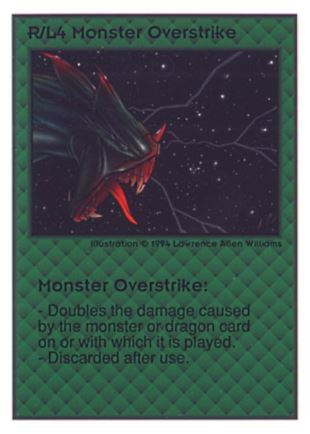 R/L4 Monster Overstrike
Illustration © 1994 Lawrence Allen Williams
Monster Overstrike:
- Doubles the damage caused
by the monster or dragon card
on or with which it is played.
- Discarded after use.